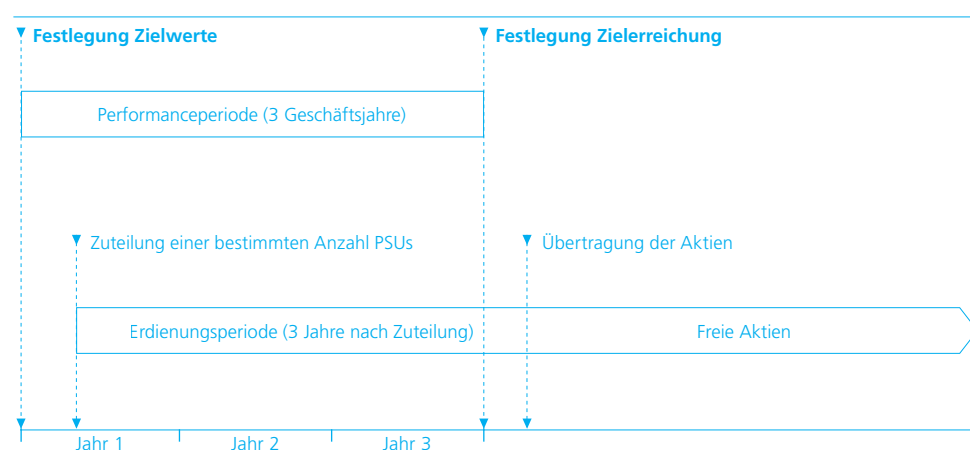 Festlegung Zielwerte
Festlegung Zielerreichung
Performanceperiode (3 Geschäftsjahre)
Zuteilung einer bestimmten Anzahl PSUs
Übertragung der Aktien
Erdienungsperiode (3 Jahre nach Zuteilung)
Freie Aktien
Jahr 1
Jahr 2
Jahr 3